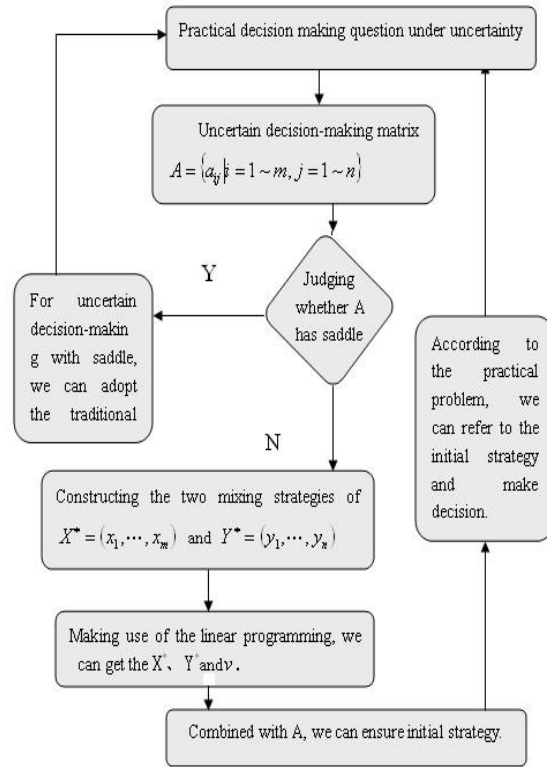 Practical decision making question under uncertainty
Uncertain decision-making matrix
A = {a_ij | i = 1 ~ m, j = 1 ~ n}
Judging
whether A
has saddle
Y
For uncertain
decision-makin
g with saddle,
we can adopt
the traditional
N
Constructing the two mixing strategies of
X* = (x₁,⋯, xₘ) and Y* = (y₁,⋯, yₙ)
Making use of the linear programming, we
can get the X*、Y* and v.
Combined with A, we can ensure initial strategy.
According to
the practical
problem, we
can refer to the
initial strategy
and make
decision.